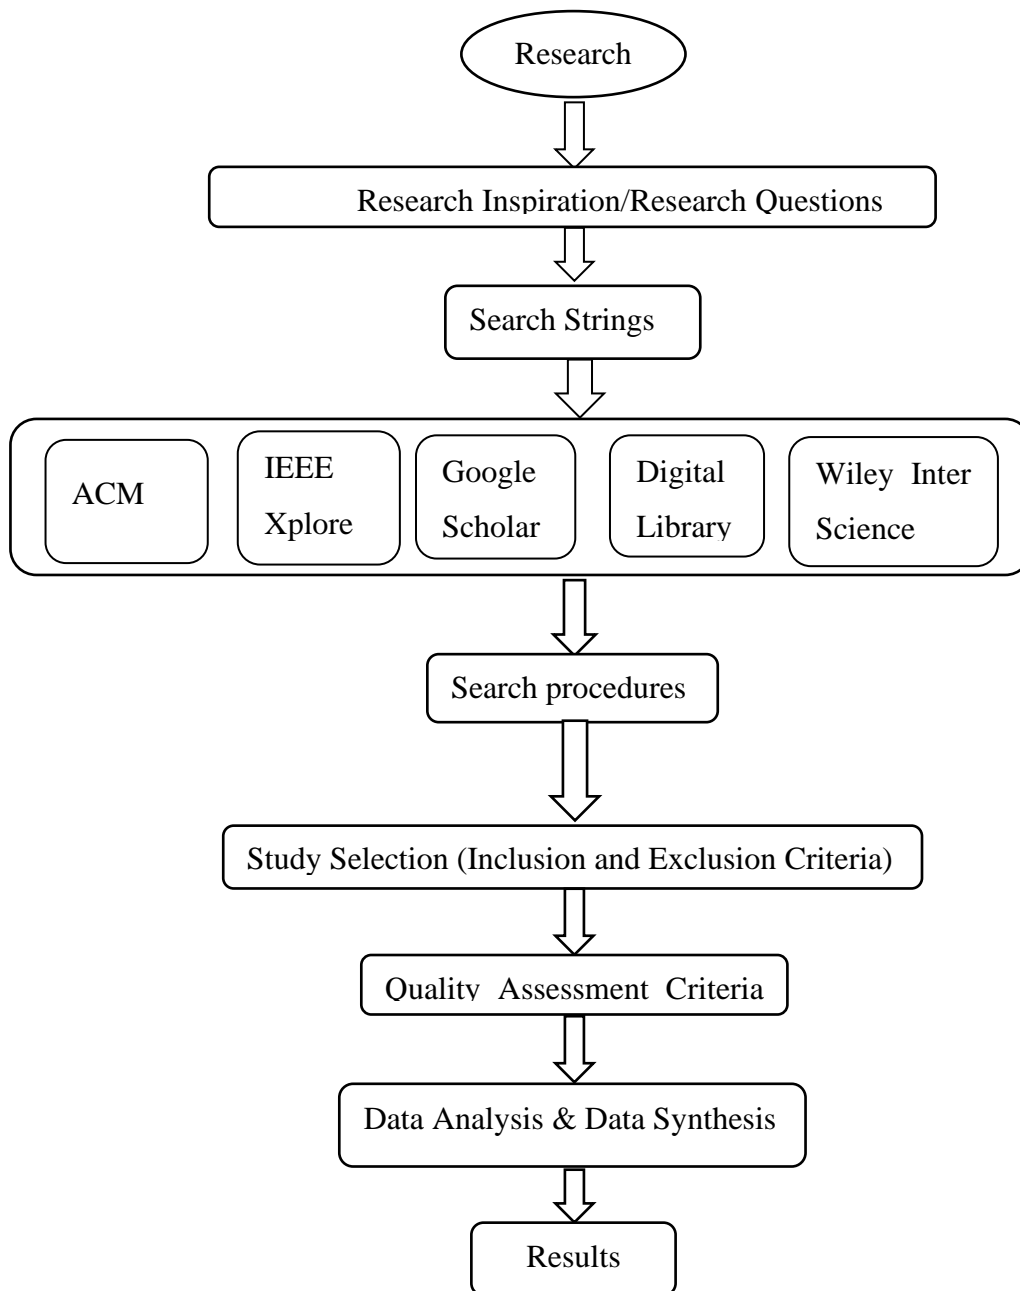 Research
Research Inspiration/Research Questions
Search Strings
ACM
IEEE
Xplore
Google
Scholar
Digital
Library
Wiley Inter
Science
Search procedures
Study Selection (Inclusion and Exclusion Criteria)
Quality Assessment Criteria
Data Analysis & Data Synthesis
Results